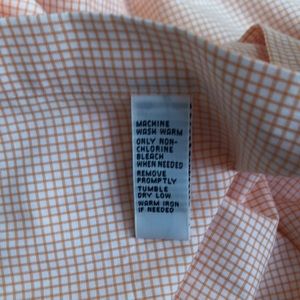 MACHINE
WASH WARM
ONLY NON-
CHLORINE
BLEACH
WHEN NEEDED
REMOVE
PROMPTLY
TUMBLE
DRY LOW
WARM IRON
IF NEEDED